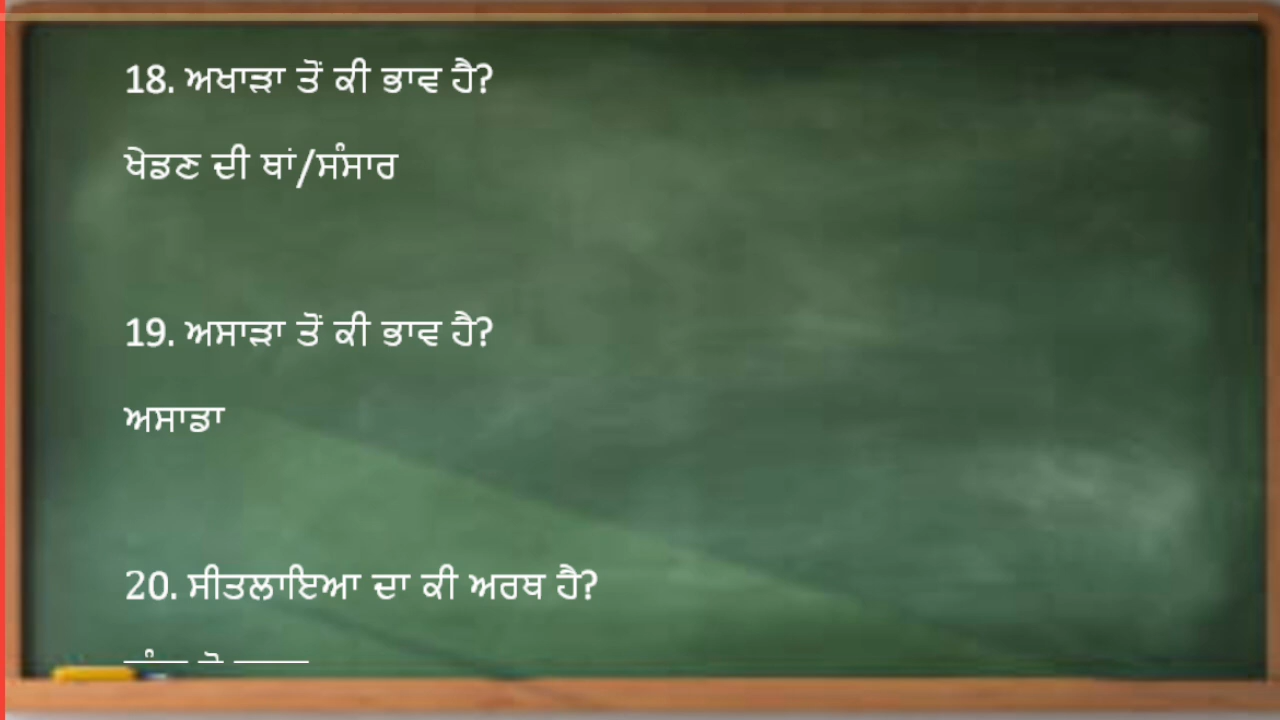 18. ਅਖਾੜਾ ਤੋਂ ਕੀ ਭਾਵ ਹੈ?
ਖੇਡਣ ਦੀ ਥਾਂ/ਸੰਸਾਰ
19. ਅਸਾੜਾ ਤੋਂ ਕੀ ਭਾਵ ਹੈ?
ਅਸਾਡਾ
20. ਸੀਤਲਾਇਆ ਦਾ ਕੀ ਅਰਥ ਹੈ?